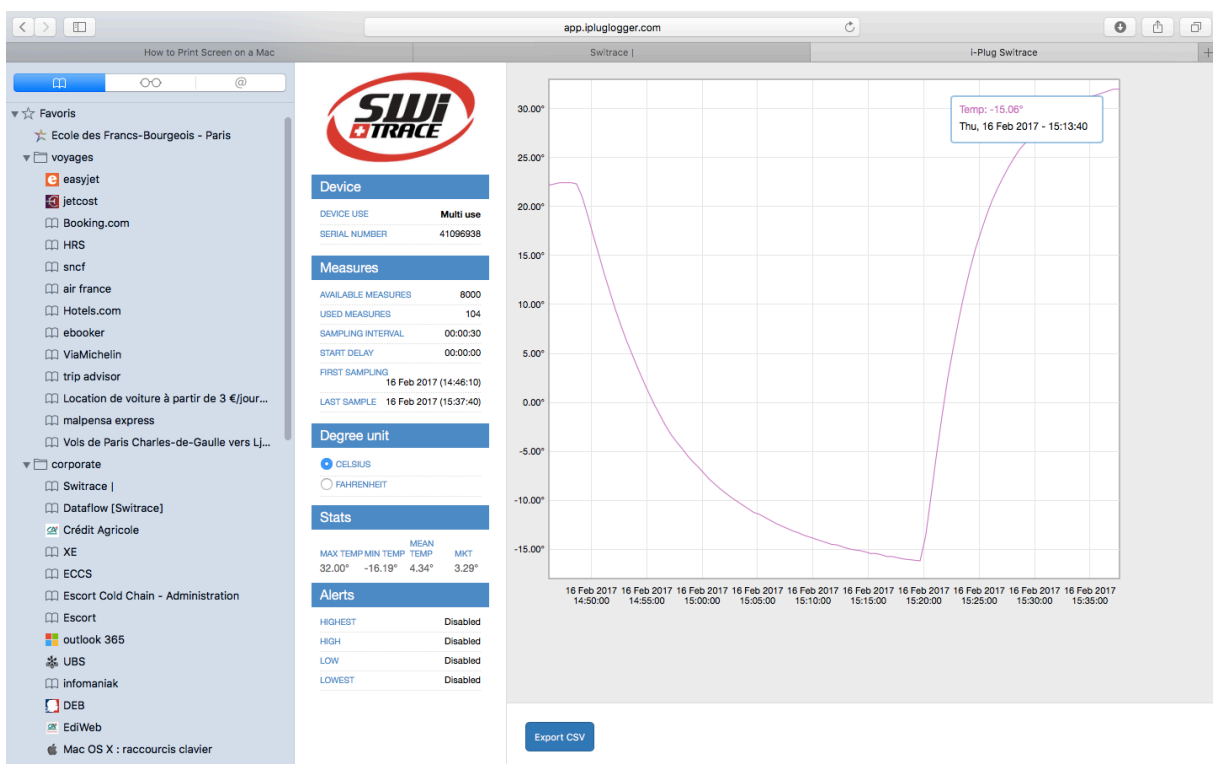 app.ipluglogger.com
How to Print Screen on a Mac
Switrace |
i-Plug Switrace
@
Favoris
Ecole des Francs-Bourgeois - Paris
voyages
easyjet
jetcost
Booking.com
HRS
sncf
air france
Hotels.com
ebooker
ViaMichelin
trip advisor
Location de voiture à partir de 3 €/jour...
malpensa express
Vols de Paris Charles-de-Gaulle vers Lj...
corporate
Switrace |
Dataflow [Switrace]
Crédit Agricole
XE
ECCS
Escort Cold Chain - Administration
Escort
outlook 365
UBS
infomaniak
DEB
EdiWeb
Mac OS X : raccourcis clavier
SWi
TRACE
Device
DEVICE USE Multi use
SERIAL NUMBER 41096938
Measures
AVAILABLE MEASURES 8000
USED MEASURES 104
SAMPLING INTERVAL 00:00:30
START DELAY 00:00:00
FIRST SAMPLING
16 Feb 2017 (14:46:10)
LAST SAMPLE 16 Feb 2017 (15:37:40)
Degree unit
CELSIUS
FAHRENHEIT
Stats
MEAN
MAX TEMP MIN TEMP TEMP MKT
32.00° -16.19° 4.34° 3.29°
Alerts
HIGHEST Disabled
HIGH Disabled
LOW Disabled
LOWEST Disabled
30.00°
25.00°
20.00°
15.00°
10.00°
5.00°
0.00°
-5.00°
-10.00°
-15.00°
Temp: -15.06°
Thu, 16 Feb 2017 - 15:13:40
16 Feb 2017 16 Feb 2017 16 Feb 2017 16 Feb 2017 16 Feb 2017 16 Feb 2017 16 Feb 2017 16 Feb 2017 16 Feb 2017 16 Feb 2017
14:50:00 14:55:00 15:00:00 15:05:00 15:10:00 15:15:00 15:20:00 15:25:00 15:30:00 15:35:00
Export CSV